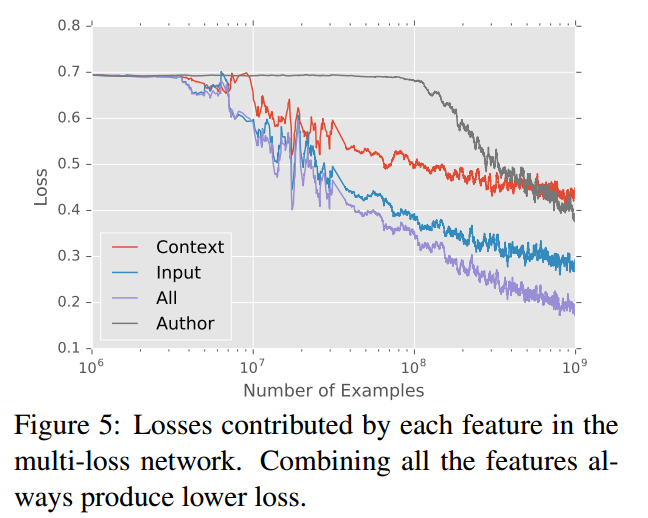 0.8
0.7
0.6
0.5
0.4
0.3
0.2
0.1
Loss
Context
Input
All
Author
10^6
10^7
10^8
10^9
Number of Examples
Figure 5: Losses contributed by each feature in the
multi-loss network. Combining all the features al-
ways produce lower loss.